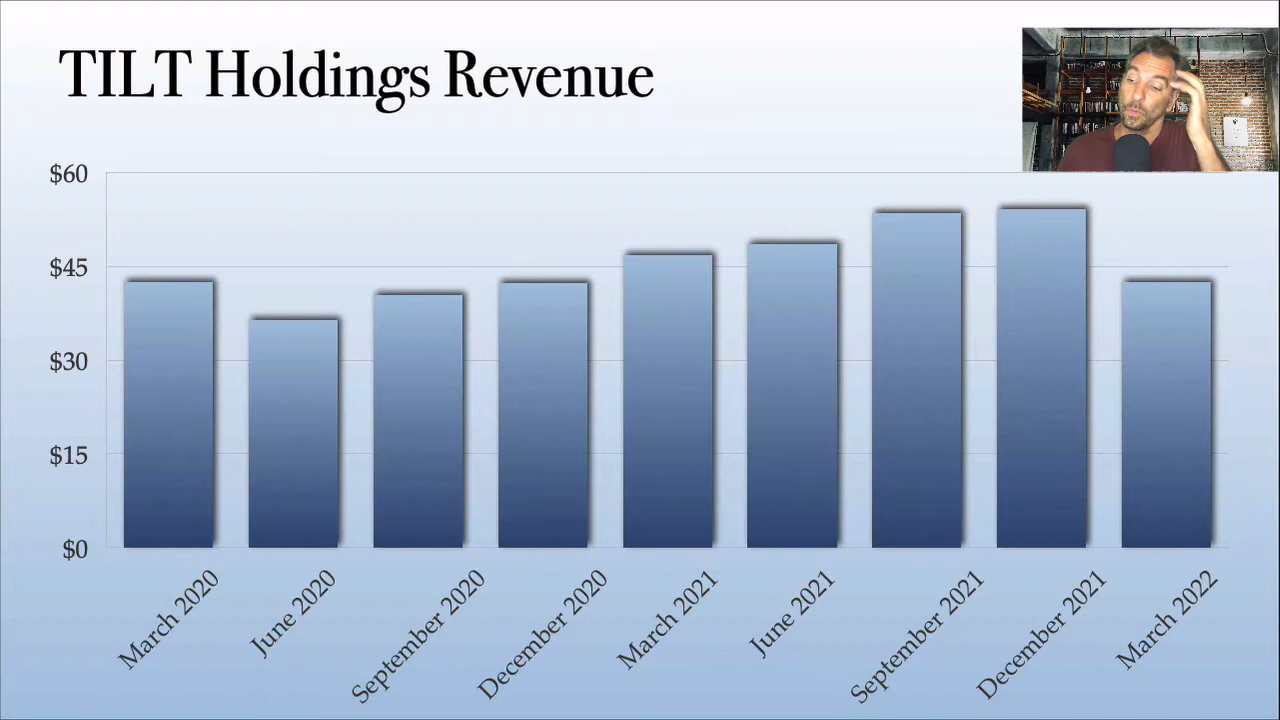 TILT Holdings Revenue
$60
$45
$30
$15
$0
March 2020
June 2020
September 2020
December 2020
March 2021
June 2021
September 2021
December 2021
March 2022